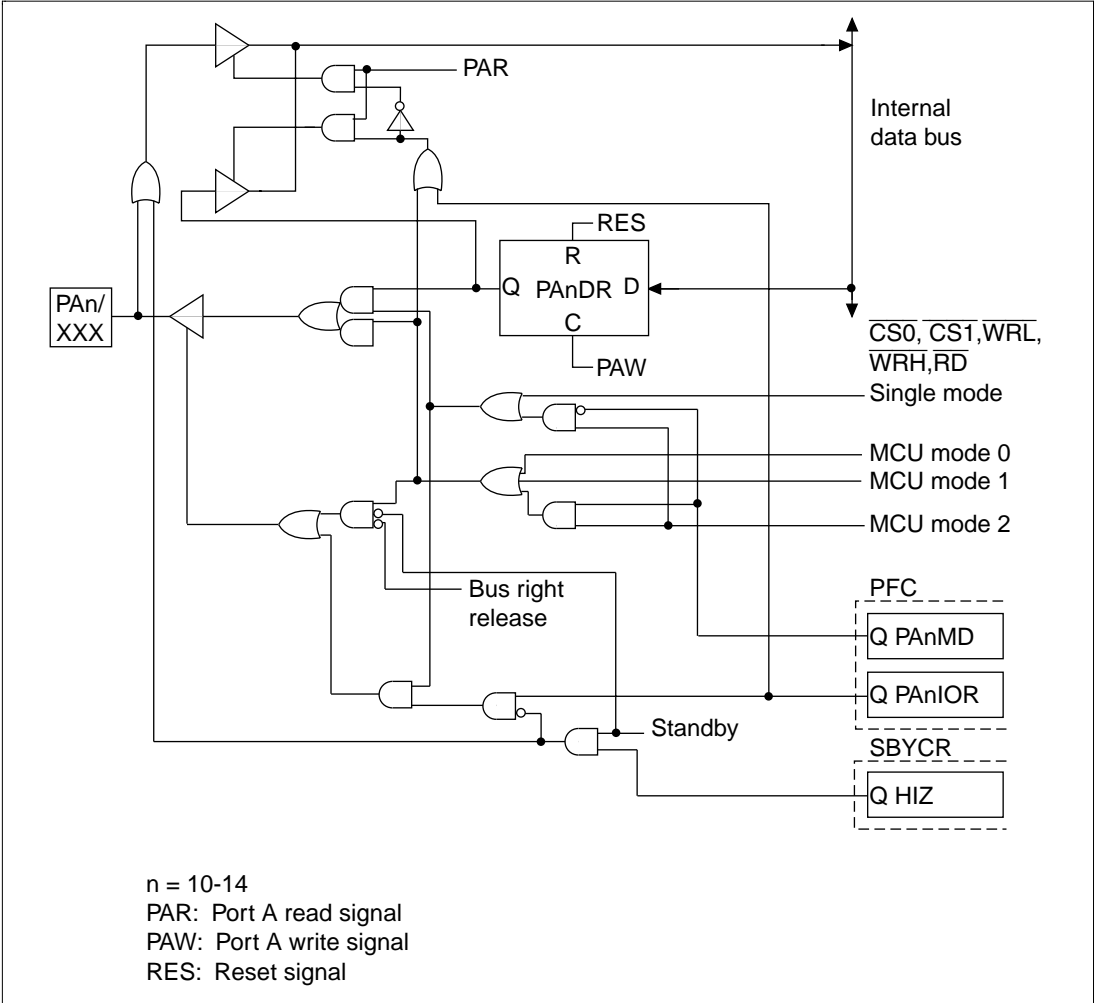 PAR
Internal
data bus
RES
R
Q PAnDR D
C
PAn/
XXX
PAW
CS0, CS1,WRL,
WRH,RD
Single mode
MCU mode 0
MCU mode 1
MCU mode 2
Bus right
release
PFC
Q PAnMD
Q PAnIOR
Standby
SBYCR
Q HIZ
n = 10-14
PAR: Port A read signal
PAW: Port A write signal
RES: Reset signal